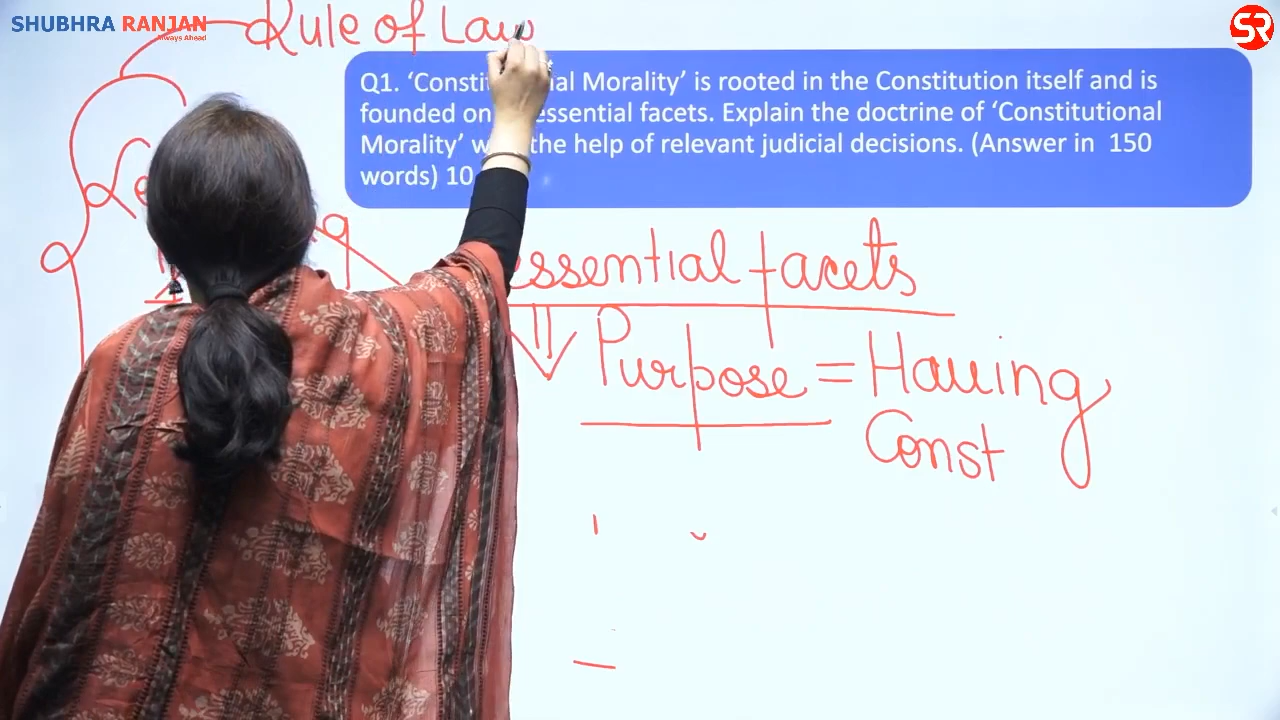 SHUBHRA RANJAN
Always Ahead
SR
Rule of Law
Q1. ‘Constit al Morality’ is rooted in the Constitution itself and is
founded on essential facets. Explain the doctrine of ‘Constitutional
Morality’ w the help of relevant judicial decisions. (Answer in 150
words) 10
essential facets
Purpose = Having
Const